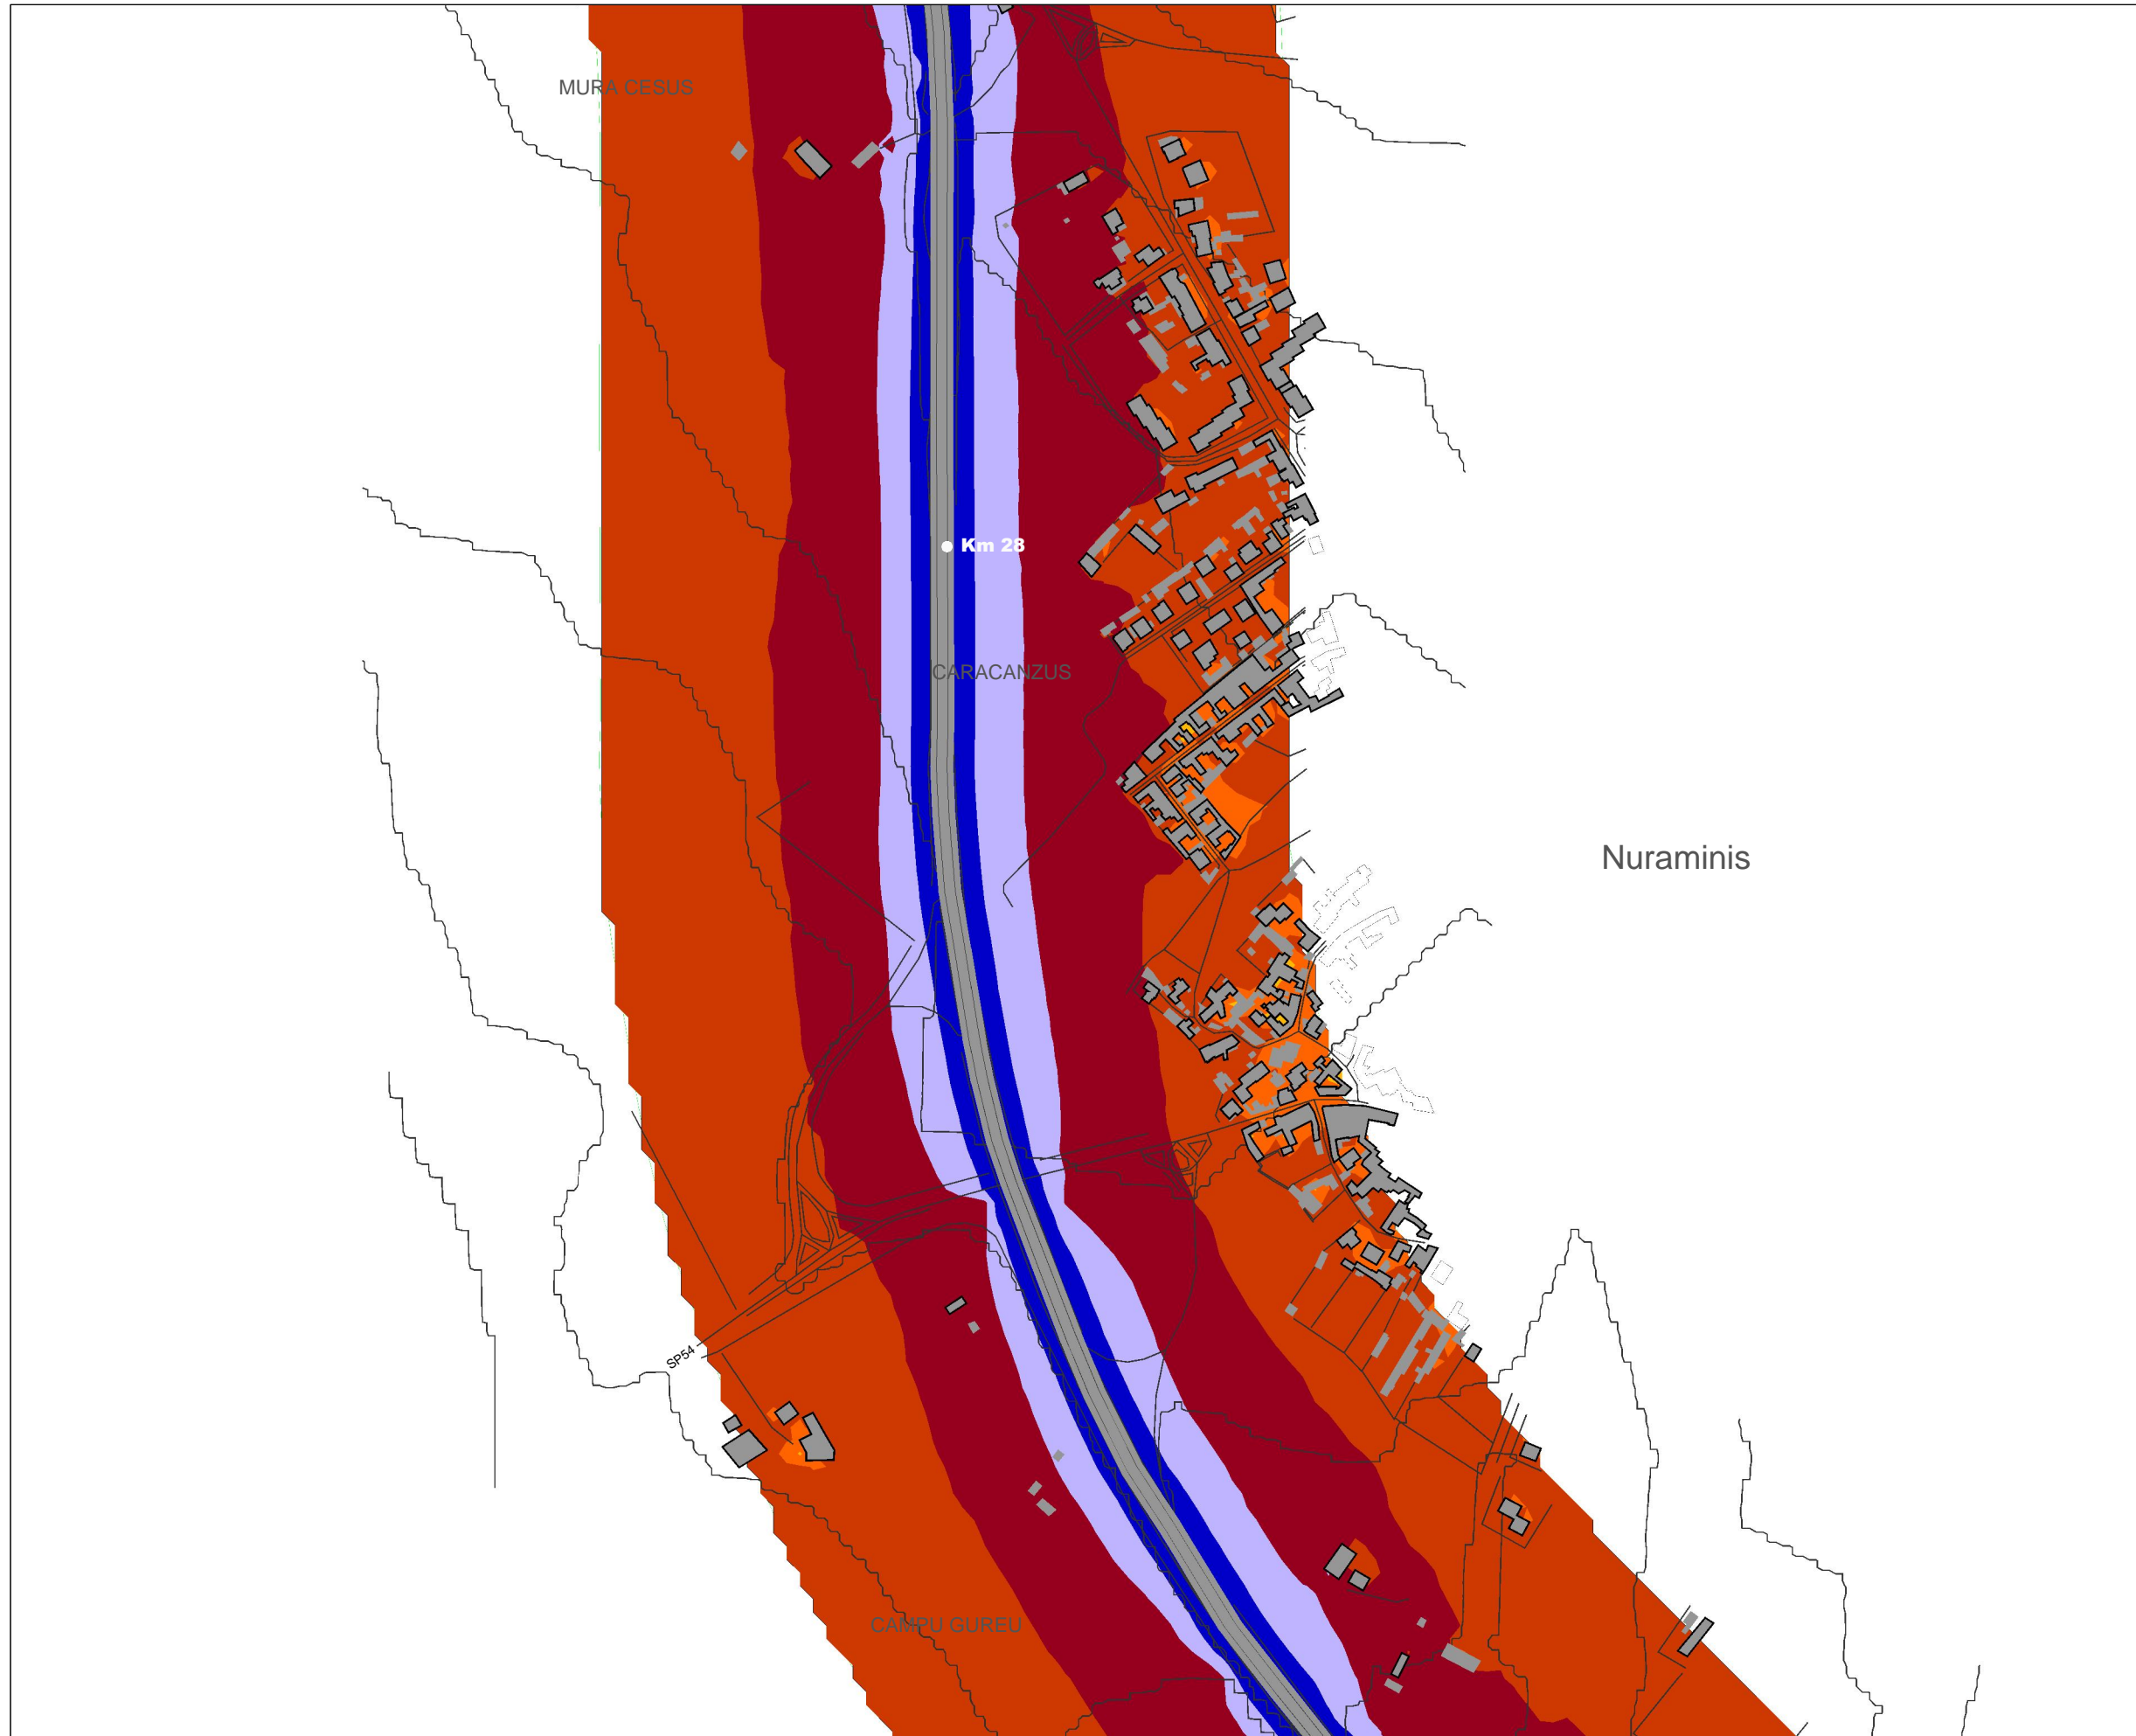 MURA CESUS
Km 28
CARACANZUS
Nuraminis
SP54
CAMPU GUREU